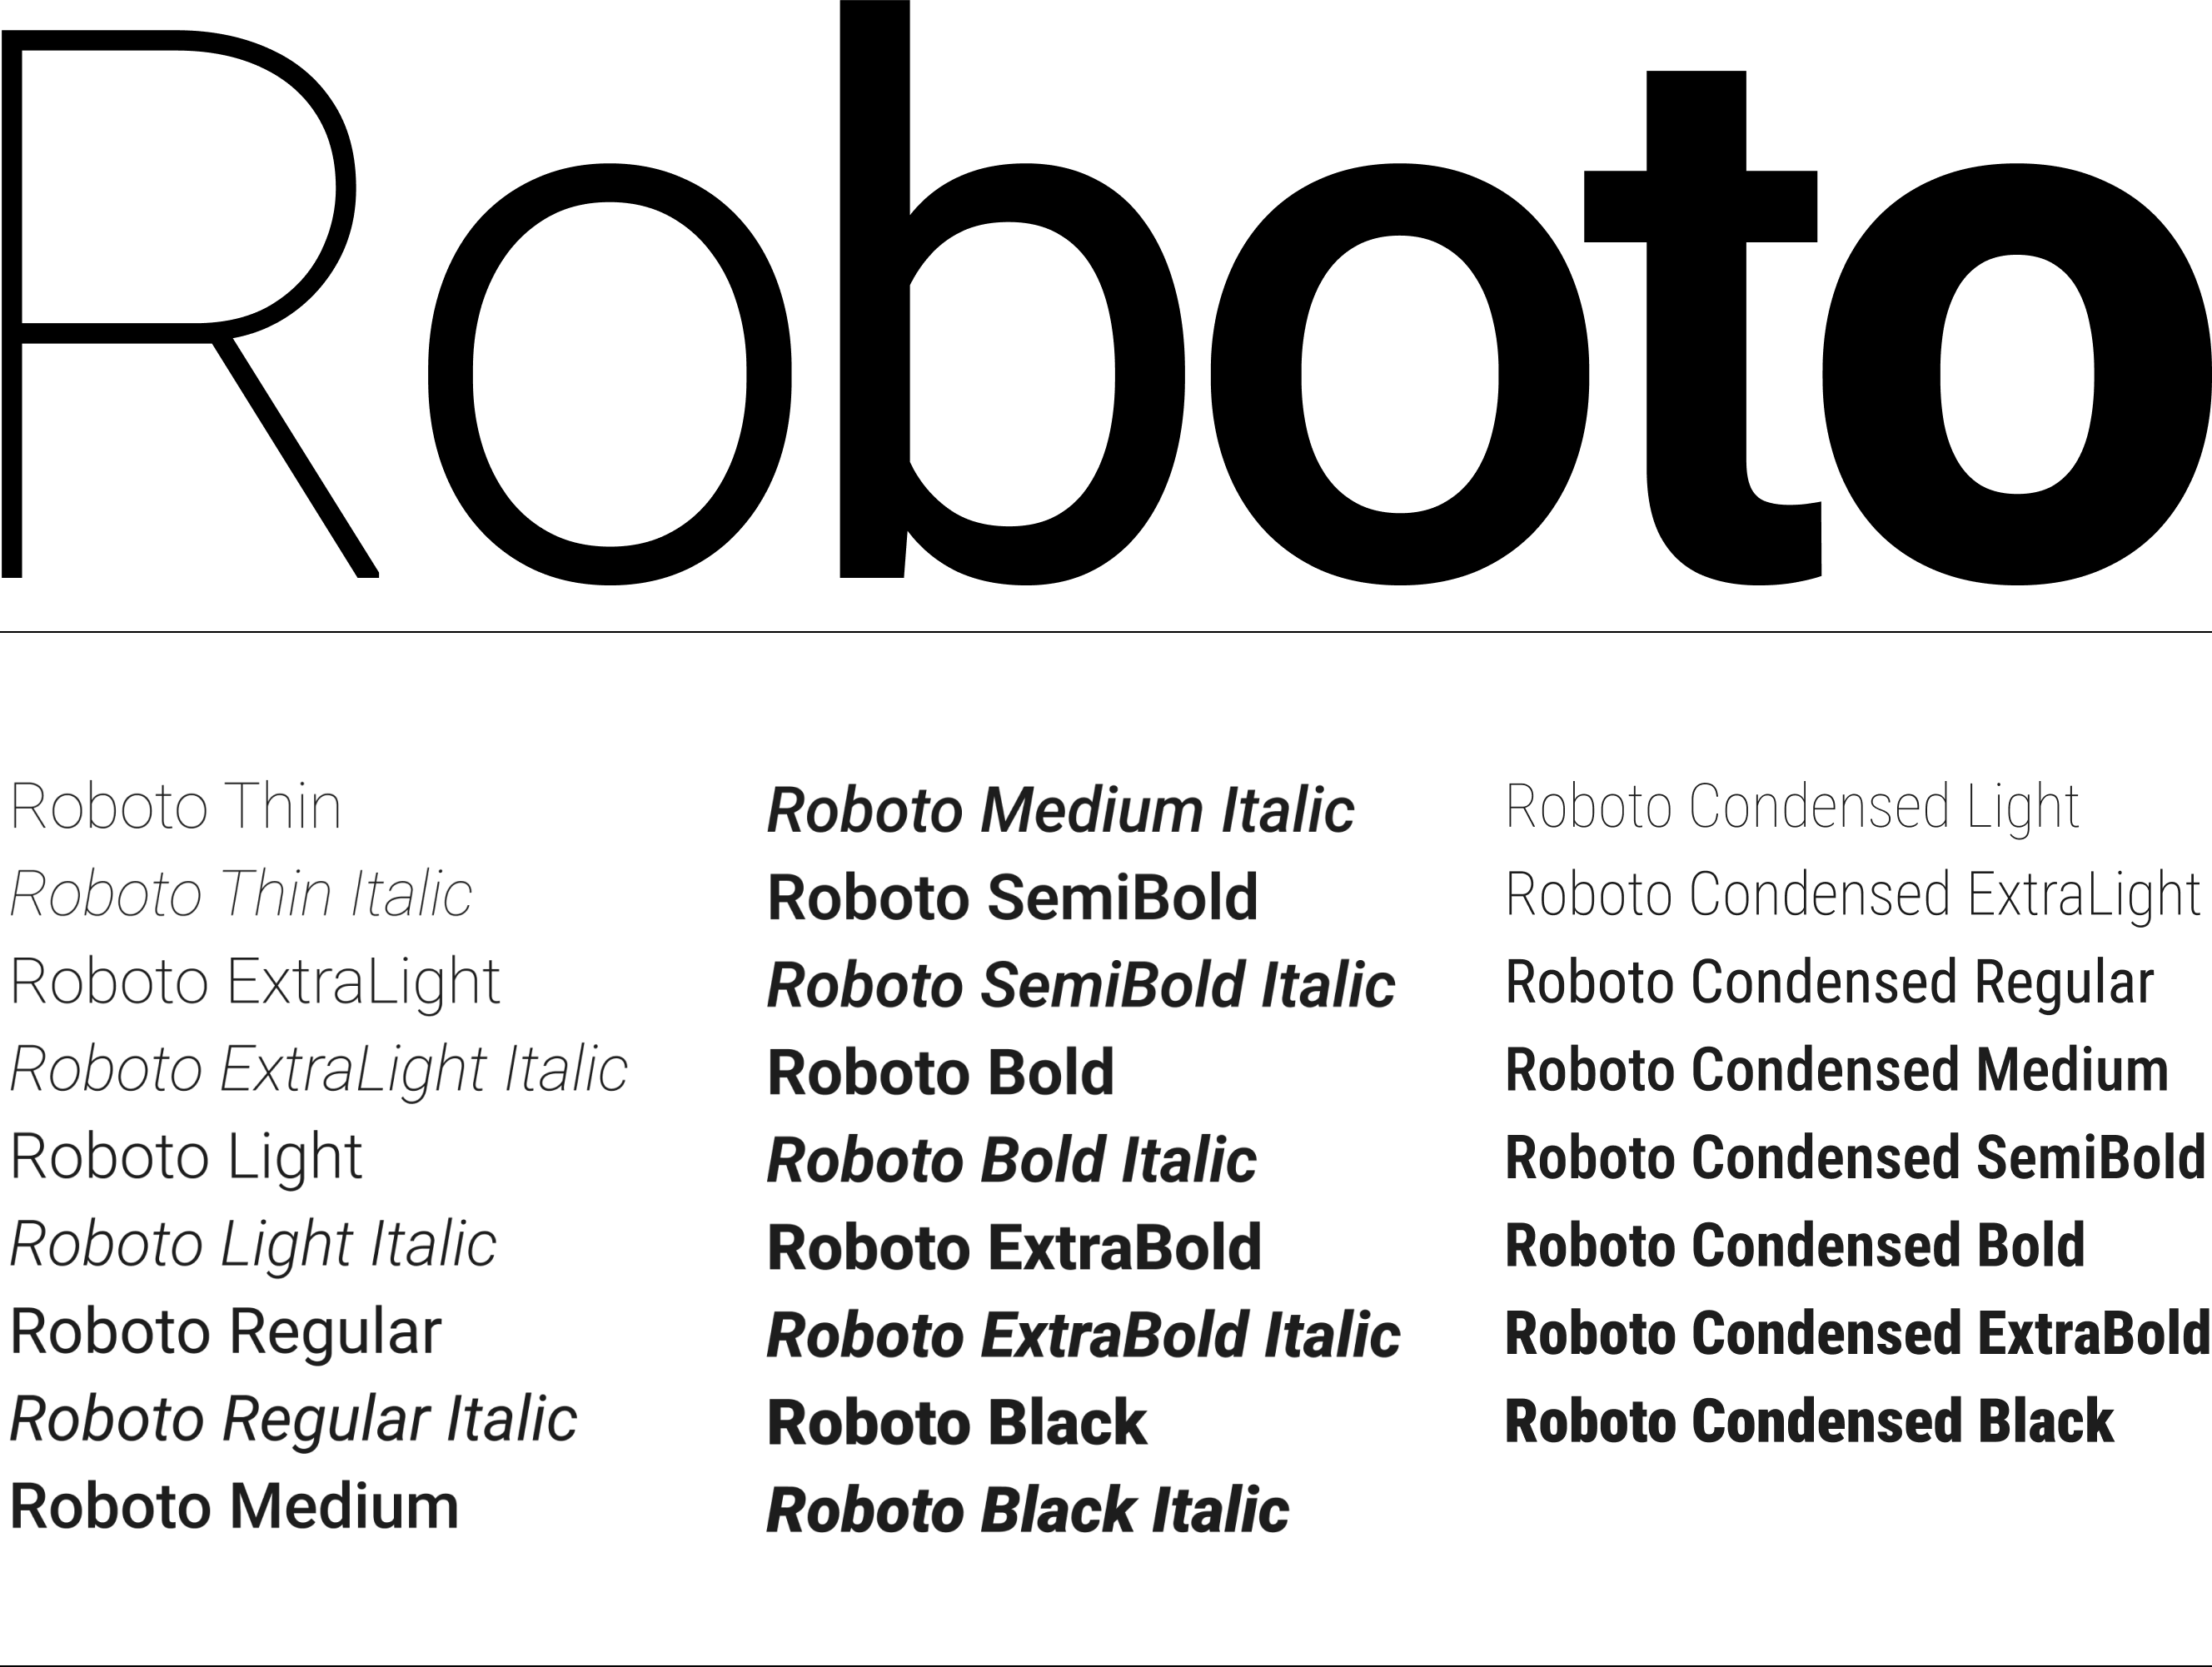 Roboto
Roboto Thin
Roboto Thin Italic
Roboto ExtraLight
Roboto ExtraLight Italic
Roboto Light
Roboto Light Italic
Roboto Regular
Roboto Regular Italic
Roboto Medium
Roboto Medium Italic
Roboto SemiBold
Roboto SemiBold Italic
Roboto Bold
Roboto Bold Italic
Roboto ExtraBold
Roboto ExtraBold Italic
Roboto Black
Roboto Black Italic
Roboto Condensed Light
Roboto Condensed ExtraLight
Roboto Condensed Regular
Roboto Condensed Medium
Roboto Condensed SemiBold
Roboto Condensed Bold
Roboto Condensed ExtraBold
Roboto Condensed Black